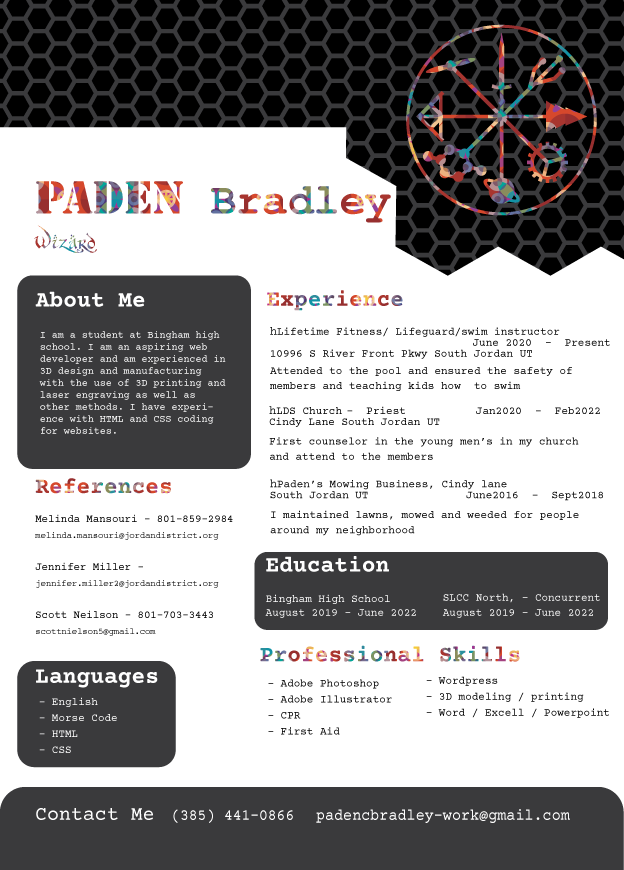 PADEN Bradley
Wizard
About Me
I am a student at Bingham high
school. I am an aspiring web
developer and am experienced in
3D design and manufacturing
with the use of 3D printing and
laser engraving as well as
other methods. I have experi-
ence with HTML and CSS coding
for websites.
References
Melinda Mansouri - 801-859-2984
melinda.mansouri@jordandistrict.org
Jennifer Miller -
jennifer.miller2@jordandistrict.org
Scott Neilson - 801-703-3443
scottnielson5@gmail.com
Languages
- English
- Morse Code
- HTML
- CSS
Experience
hLifetime Fitness/ Lifeguard/swim instructor
June 2020 - Present
10996 S River Front Pkwy South Jordan UT
Attended to the pool and ensured the safety of
members and teaching kids how to swim
hLDS Church - Priest Jan2020 - Feb2022
Cindy Lane South Jordan UT
First counselor in the young men's in my church
and attend to the members
hPaden's Mowing Business, Cindy lane
South Jordan UT June2016 - Sept2018
I maintained lawns, mowed and weeded for people
around my neighborhood
Education
Bingham High School
August 2019 - June 2022
SLCC North, - Concurrent
August 2019 - June 2022
Professional Skills
- Adobe Photoshop
- Adobe Illustrator
- CPR
- First Aid
- Wordpress
- 3D modeling / printing
- Word / Excell / Powerpoint
Contact Me (385) 441-0866 padencbradley-work@gmail.com